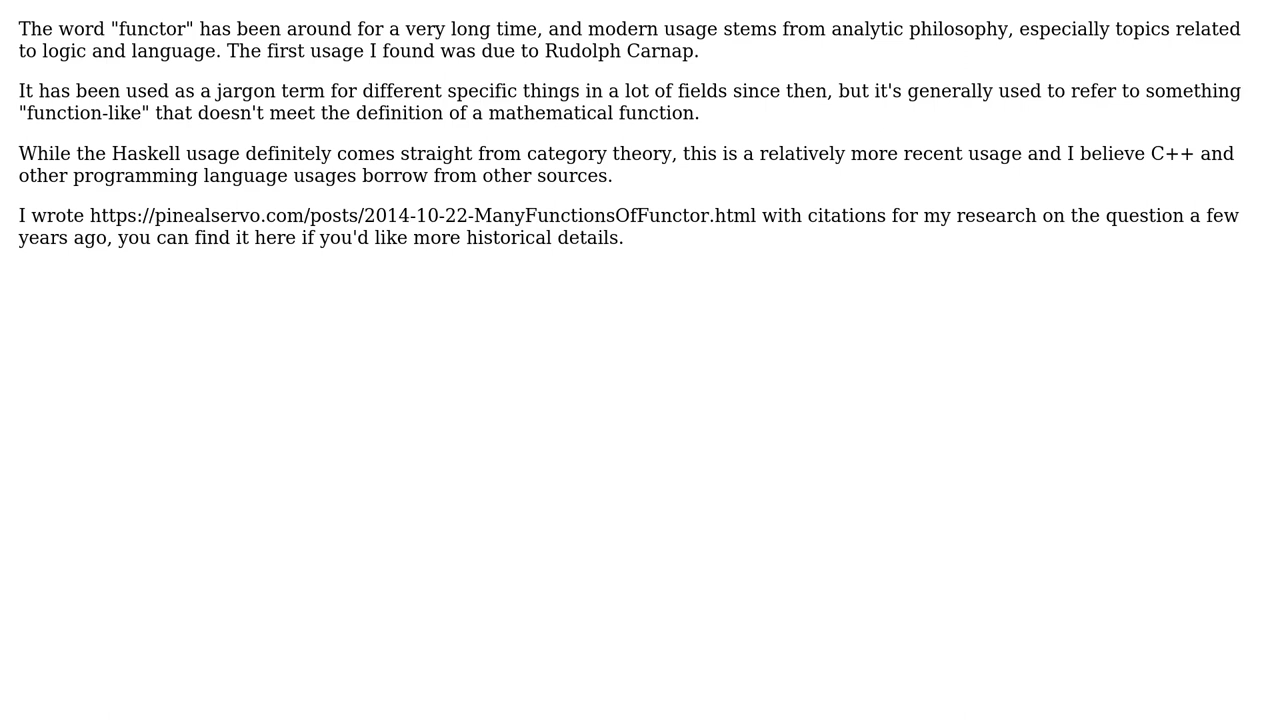 The word "functor" has been around for a very long time, and modern usage stems from analytic philosophy, especially topics related
to logic and language. The first usage I found was due to Rudolph Carnap.
It has been used as a jargon term for different specific things in a lot of fields since then, but it's generally used to refer to something
"function-like" that doesn't meet the definition of a mathematical function.
While the Haskell usage definitely comes straight from category theory, this is a relatively more recent usage and I believe C++ and
other programming language usages borrow from other sources.
I wrote https://pinealservo.com/posts/2014-10-22-ManyFunctionsOfFunctor.html with citations for my research on the question a few
years ago, you can find it here if you'd like more historical details.